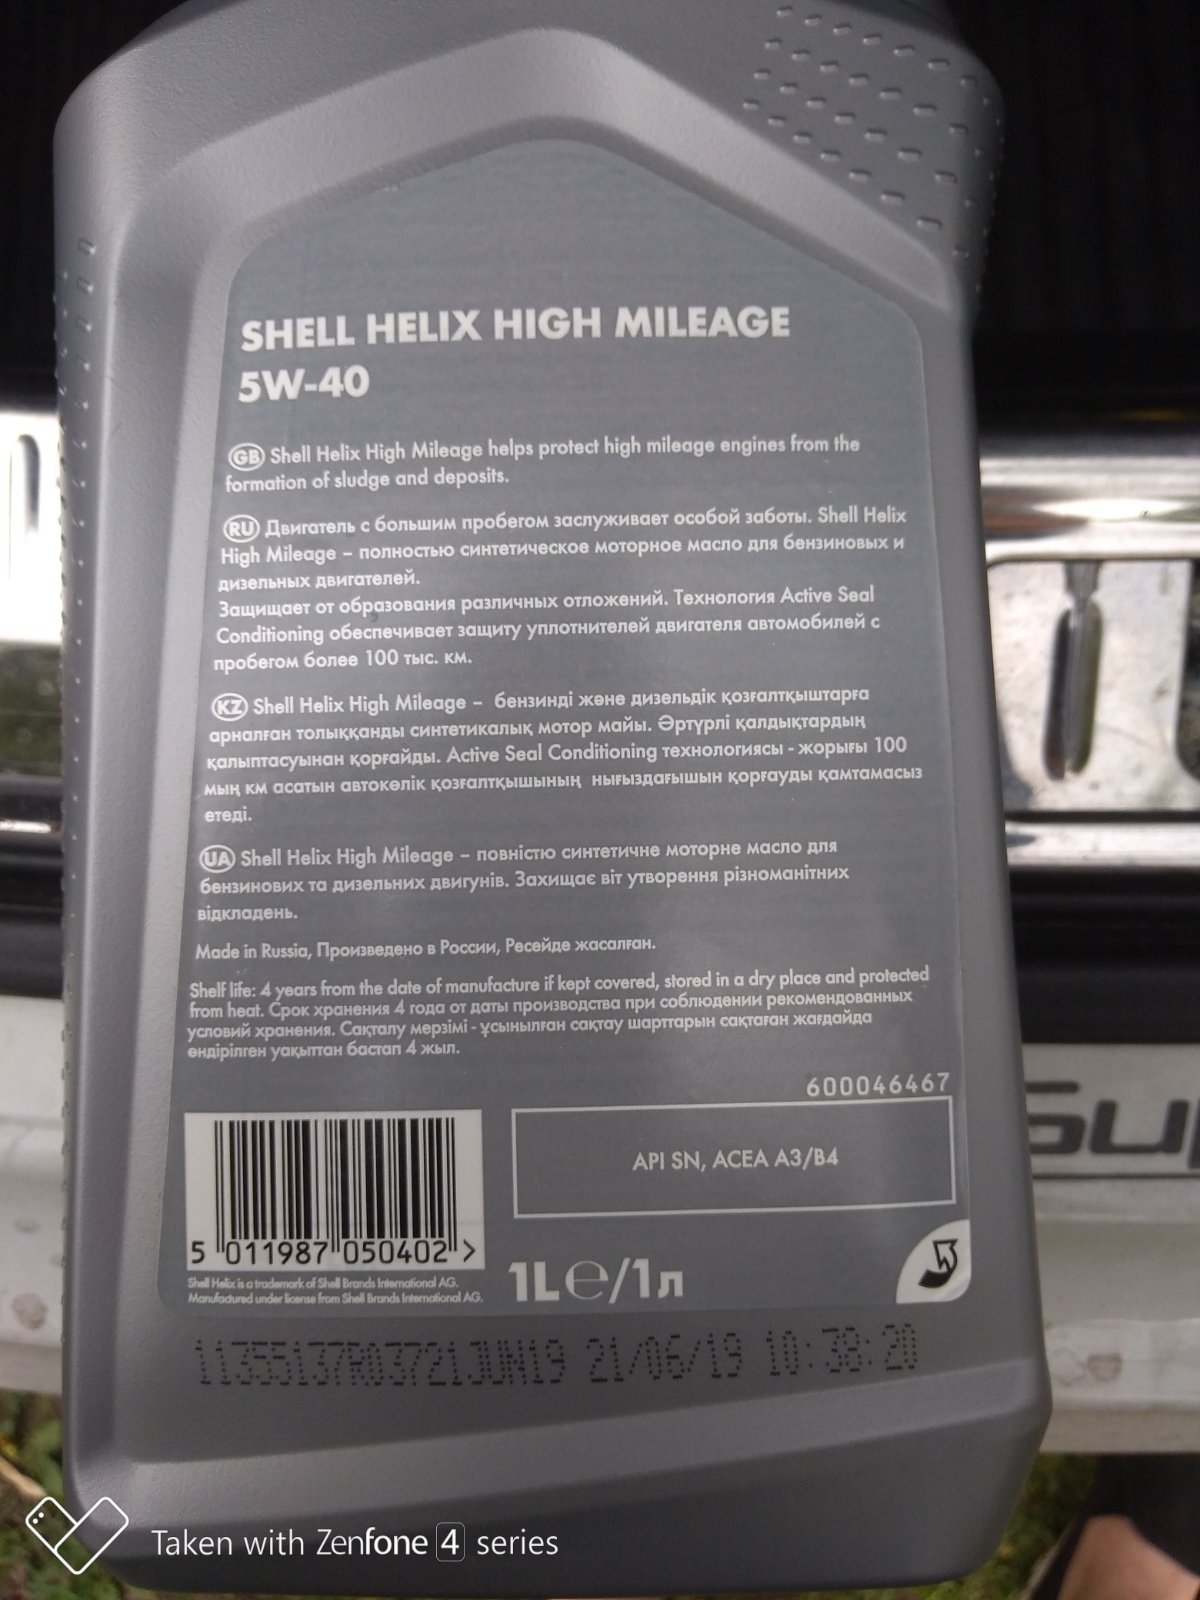 SHELL HELIX HIGH MILEAGE
5W-40
GB Shell Helix High Mileage helps protect high mileage engines from the
formation of sludge and deposits.
RU Двигатель с большим пробегом заслуживает особой заботы. Shell Helix
High Mileage – полностью синтетическое моторное масло для бензиновых и
дизельных двигателей.
Защищает от образования различных отложений. Технология Active Seal
Conditioning обеспечивает защиту уплотнителей двигателя автомобилей с
пробегом более 100 тыс. км.
KZ Shell Helix High Mileage – бензинді және дизельдік қозғалтқыштарға
арналған толыққанды синтетикалық мотор майы. Әртүрлі қалдықтардың
қалыптасуынан қорғайды. Active Seal Conditioning технологиясы - жорығы 100
мың км асатын автокөлік қозғалтқышының нығыздағышын қорғауды қамтамасыз
етеді.
UA Shell Helix High Mileage – повністю синтетичне моторне масло для
бензинових та дизельних двигунів. Захищає віт утворення різноманітних
відкладень.
Made in Russia, Произведено в России, Ресейде жасалған.
Shelf life: 4 years from the date of manufacture if kept covered, stored in a dry place and protected
from heat. Срок хранения 4 года от даты производства при соблюдении рекомендованных
условий хранения. Сақталу мерзімі - ұсынылған сақтау шарттарын сақтаған жағдайда
өндірілген уақыттан бастап 4 жыл.
600046467
API SN, ACEA A3/B4
5 011987 050402 >
Shell Helix is a trademark of Shell Brands International AG.
Manufactured under license from Shell Brands International AG.
1L e/1л
21JUN19 21/06/19 10:38:20
Sup
Taken with Zenfone 4 series